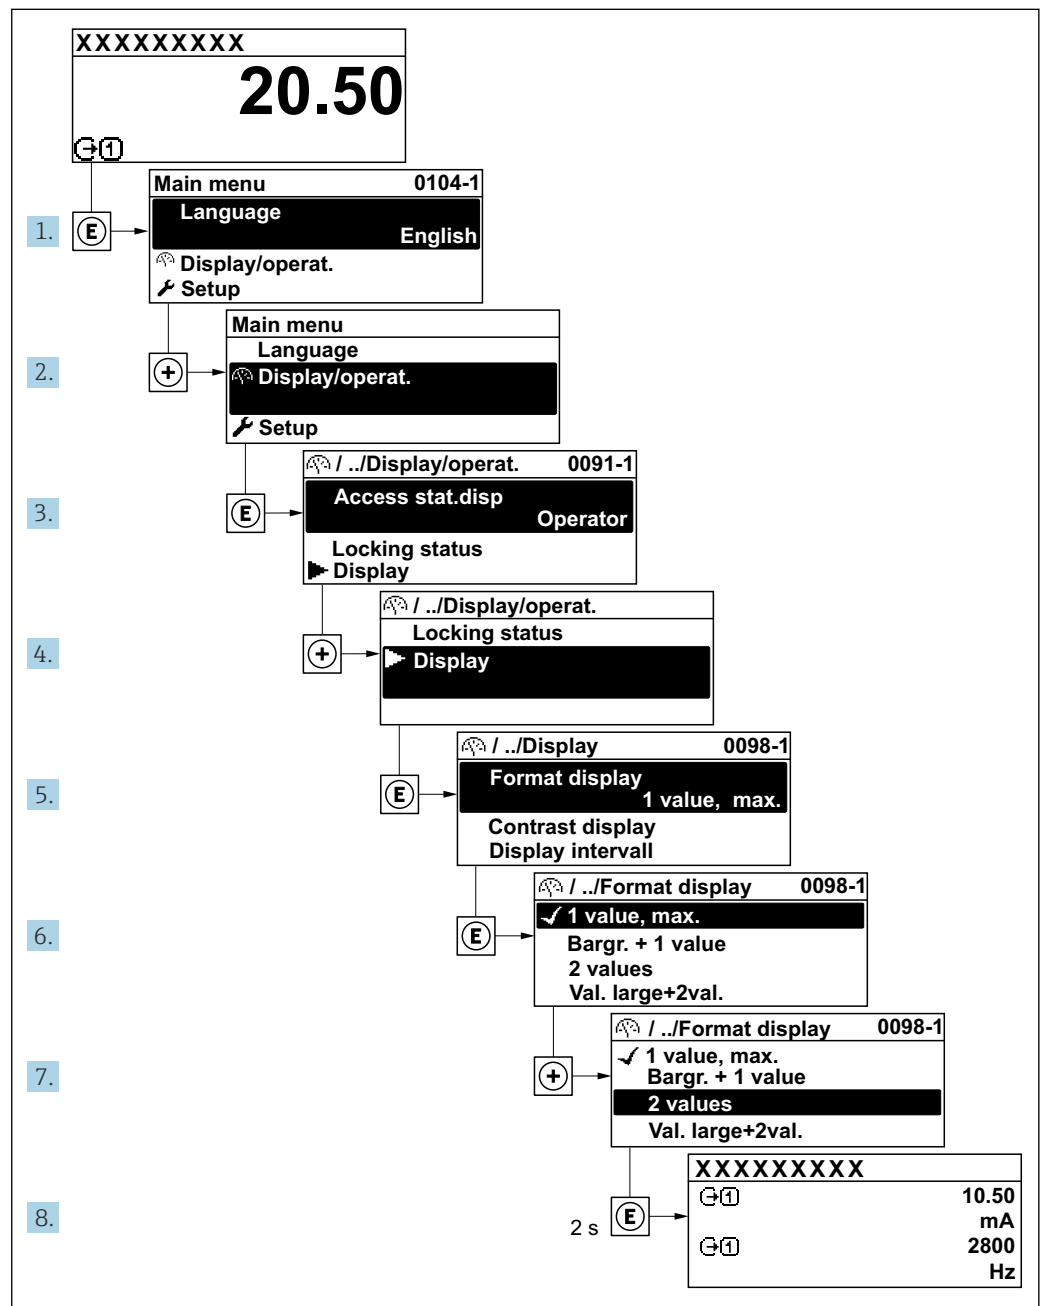 XXXXXXXXX
20.50
1
Main menu 0104-1
Language
English
1. E
Display/operat.
Setup
Main menu
Language
2. + Display/operat.
Setup
/ ../Display/operat. 0091-1
Access stat.disp
3. E Operator
Locking status
Display
/ ../Display/operat.
Locking status
4. + Display
/ ../Display 0098-1
Format display
5. E 1 value, max.
Contrast display
Display intervall
/ ../Format display 0098-1
1 value, max.
6. E Bargr. + 1 value
2 values
Val. large+2val.
/ ../Format display 0098-1
1 value, max.
7. + Bargr. + 1 value
2 values
Val. large+2val.
XXXXXXXXX
1 10.50
8. 2 s E mA
1 2800
Hz